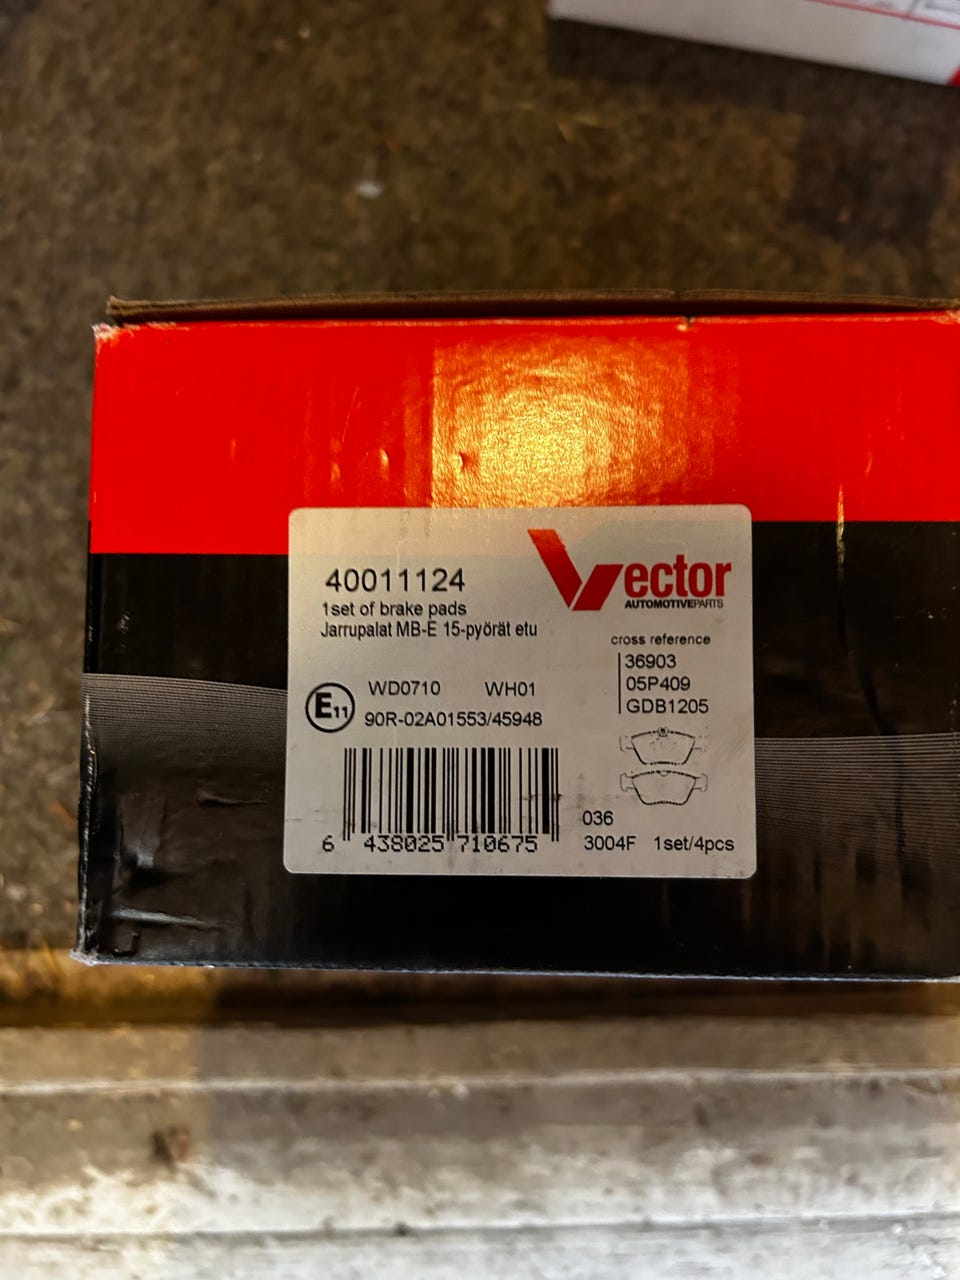 40011124
1set of brake pads
Jarrupalat MB-E 15-pyörät etu
Vector
AUTOMOTIVEPARTS
cross reference
36903
05P409
GDB1205
WD0710 WH01
E11
90R-02A01553/45948
6 438025 710675
036
3004F 1set/4pcs